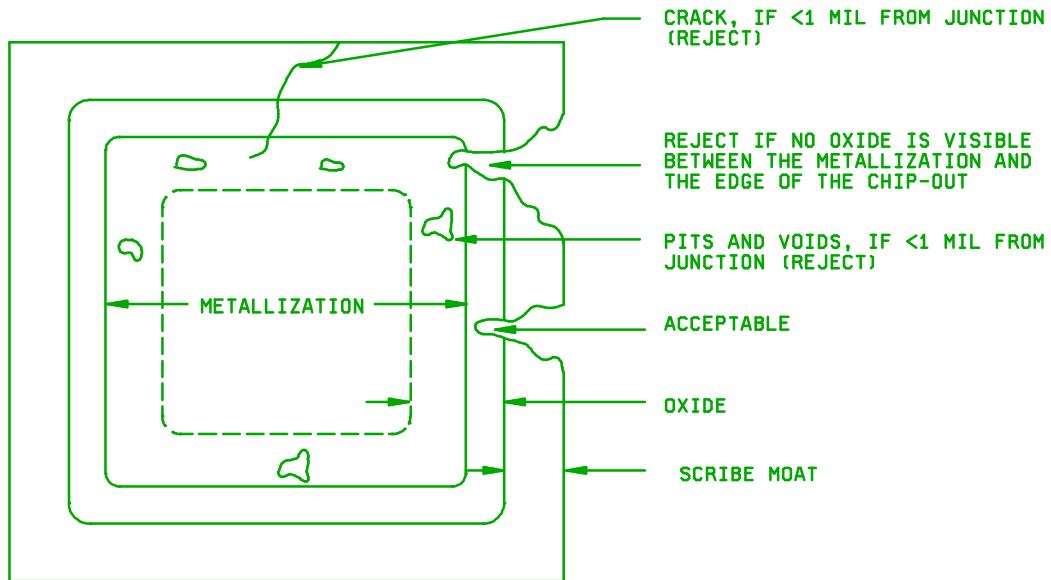 CRACK, IF <1 MIL FROM JUNCTION
(REJECT)
REJECT IF NO OXIDE IS VISIBLE
BETWEEN THE METALLIZATION AND
THE EDGE OF THE CHIP-OUT
PITS AND VOIDS, IF <1 MIL FROM
JUNCTION (REJECT)
METALLIZATION
ACCEPTABLE
OXIDE
SCRIBE MOAT